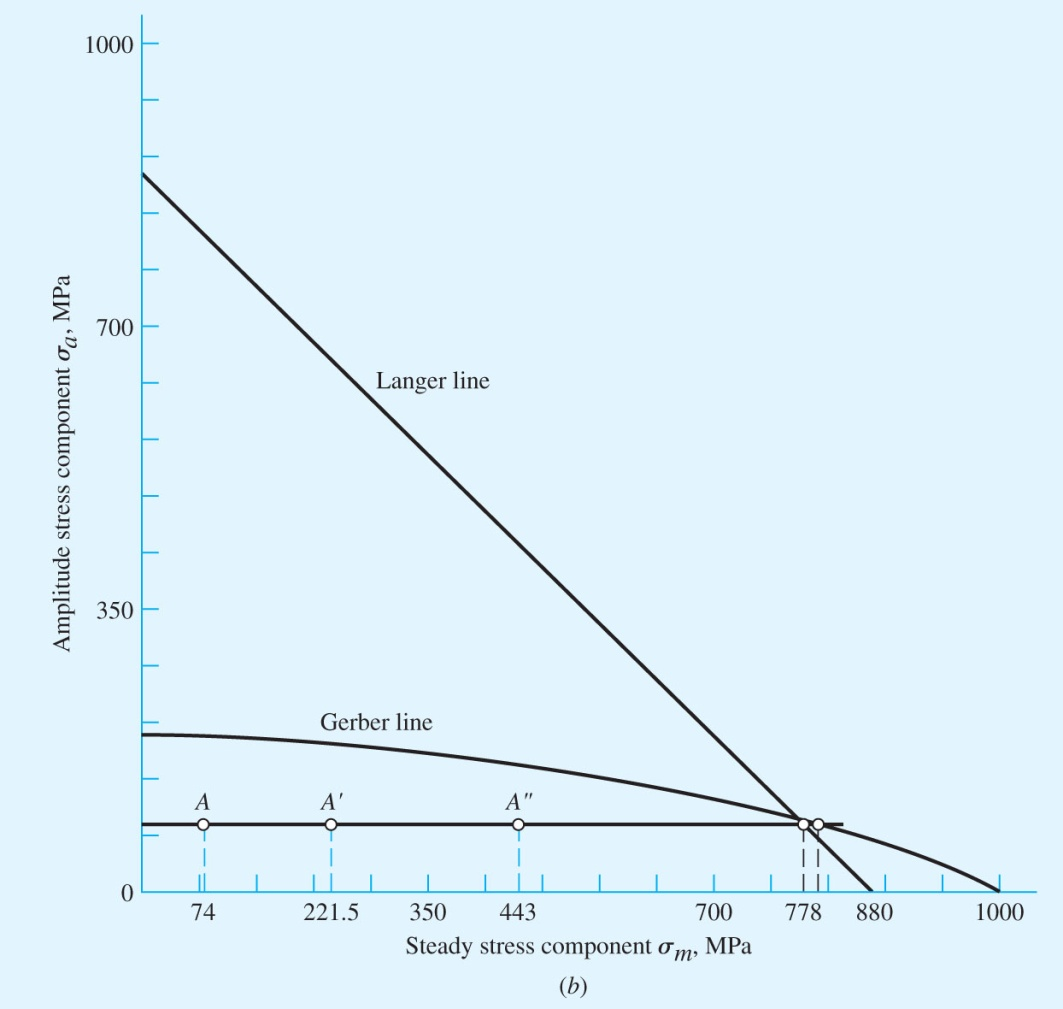 1000
700
350
0
Amplitude stress component σa, MPa
Langer line
Gerber line
A A′ A″
74 221.5 350 443 700 778 880 1000
Steady stress component σm, MPa
(b)